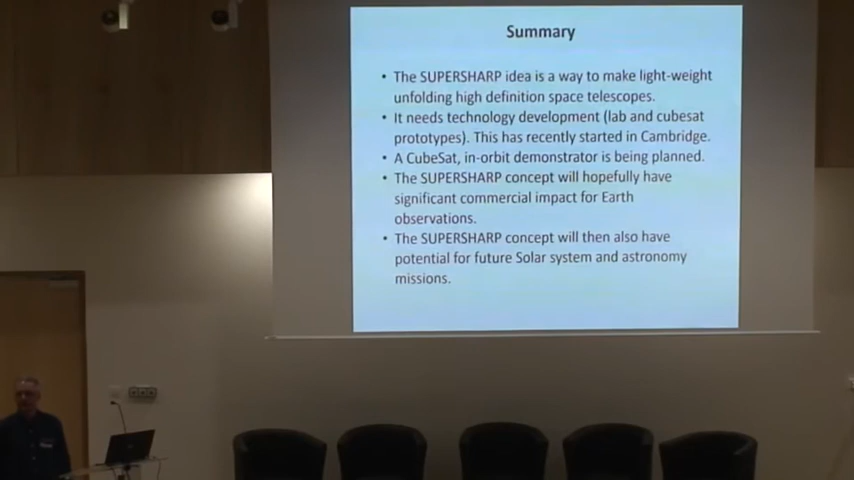 Summary
• The SUPERSHARP idea is a way to make light-weight
unfolding high definition space telescopes.
• It needs technology development (lab and cubesat
prototypes). This has recently started in Cambridge.
• A CubeSat, in-orbit demonstrator is being planned.
• The SUPERSHARP concept will hopefully have
significant commercial impact for Earth
observations.
• The SUPERSHARP concept will then also have
potential for future Solar system and astronomy
missions.